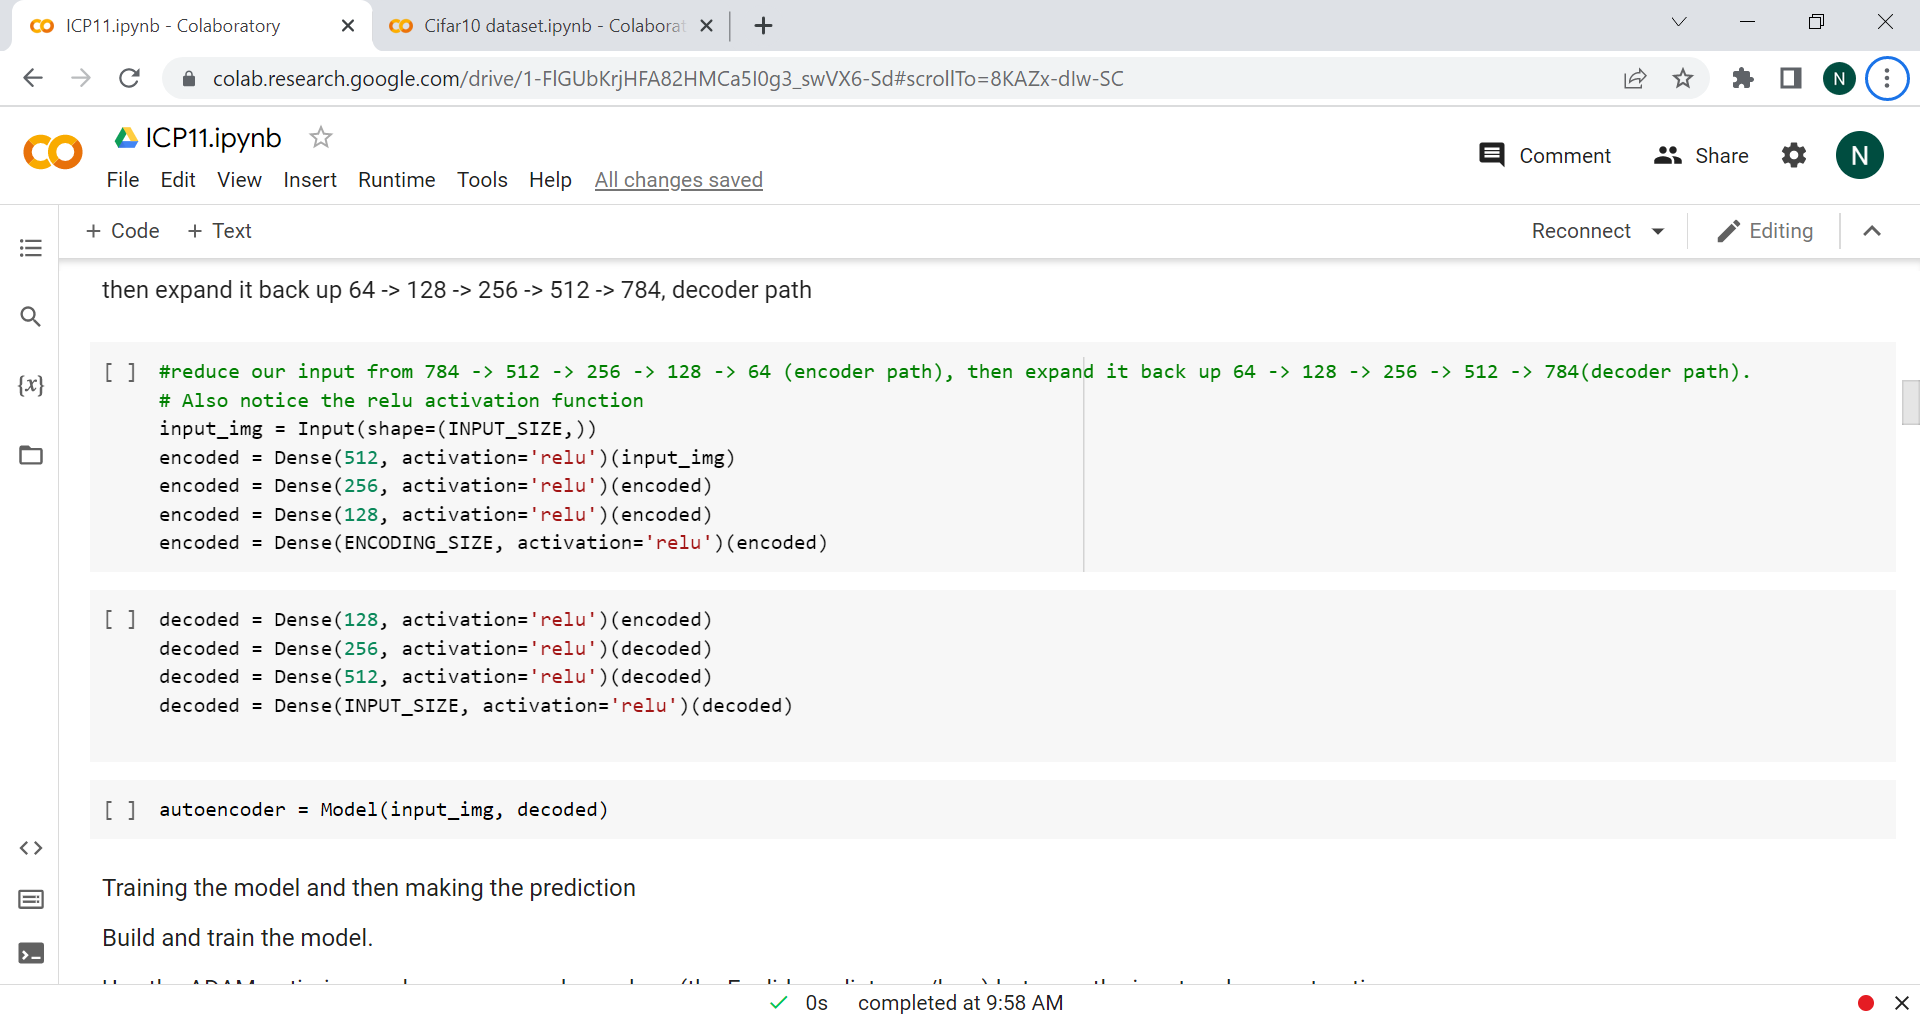 ICP11.ipynb - Colaboratory
Cifar10 dataset.ipynb - Colaborat
colab.research.google.com/drive/1-FlGUbKrjHFA82HMCa5I0g3_swVX6-Sd#scrollTo=8KAZx-dIw-SC
N
ICP11.ipynb
File Edit View Insert Runtime Tools Help All changes saved
Comment Share N
+ Code + Text
Reconnect Editing
then expand it back up 64 -> 128 -> 256 -> 512 -> 784, decoder path
[ ] #reduce our input from 784 -> 512 -> 256 -> 128 -> 64 (encoder path), then expand it back up 64 -> 128 -> 256 -> 512 -> 784(decoder path).
# Also notice the relu activation function
input_img = Input(shape=(INPUT_SIZE,))
encoded = Dense(512, activation='relu')(input_img)
encoded = Dense(256, activation='relu')(encoded)
encoded = Dense(128, activation='relu')(encoded)
encoded = Dense(ENCODING_SIZE, activation='relu')(encoded)
[ ] decoded = Dense(128, activation='relu')(encoded)
decoded = Dense(256, activation='relu')(decoded)
decoded = Dense(512, activation='relu')(decoded)
decoded = Dense(INPUT_SIZE, activation='relu')(decoded)
[ ] autoencoder = Model(input_img, decoded)
Training the model and then making the prediction
Build and train the model.
0s completed at 9:58 AM